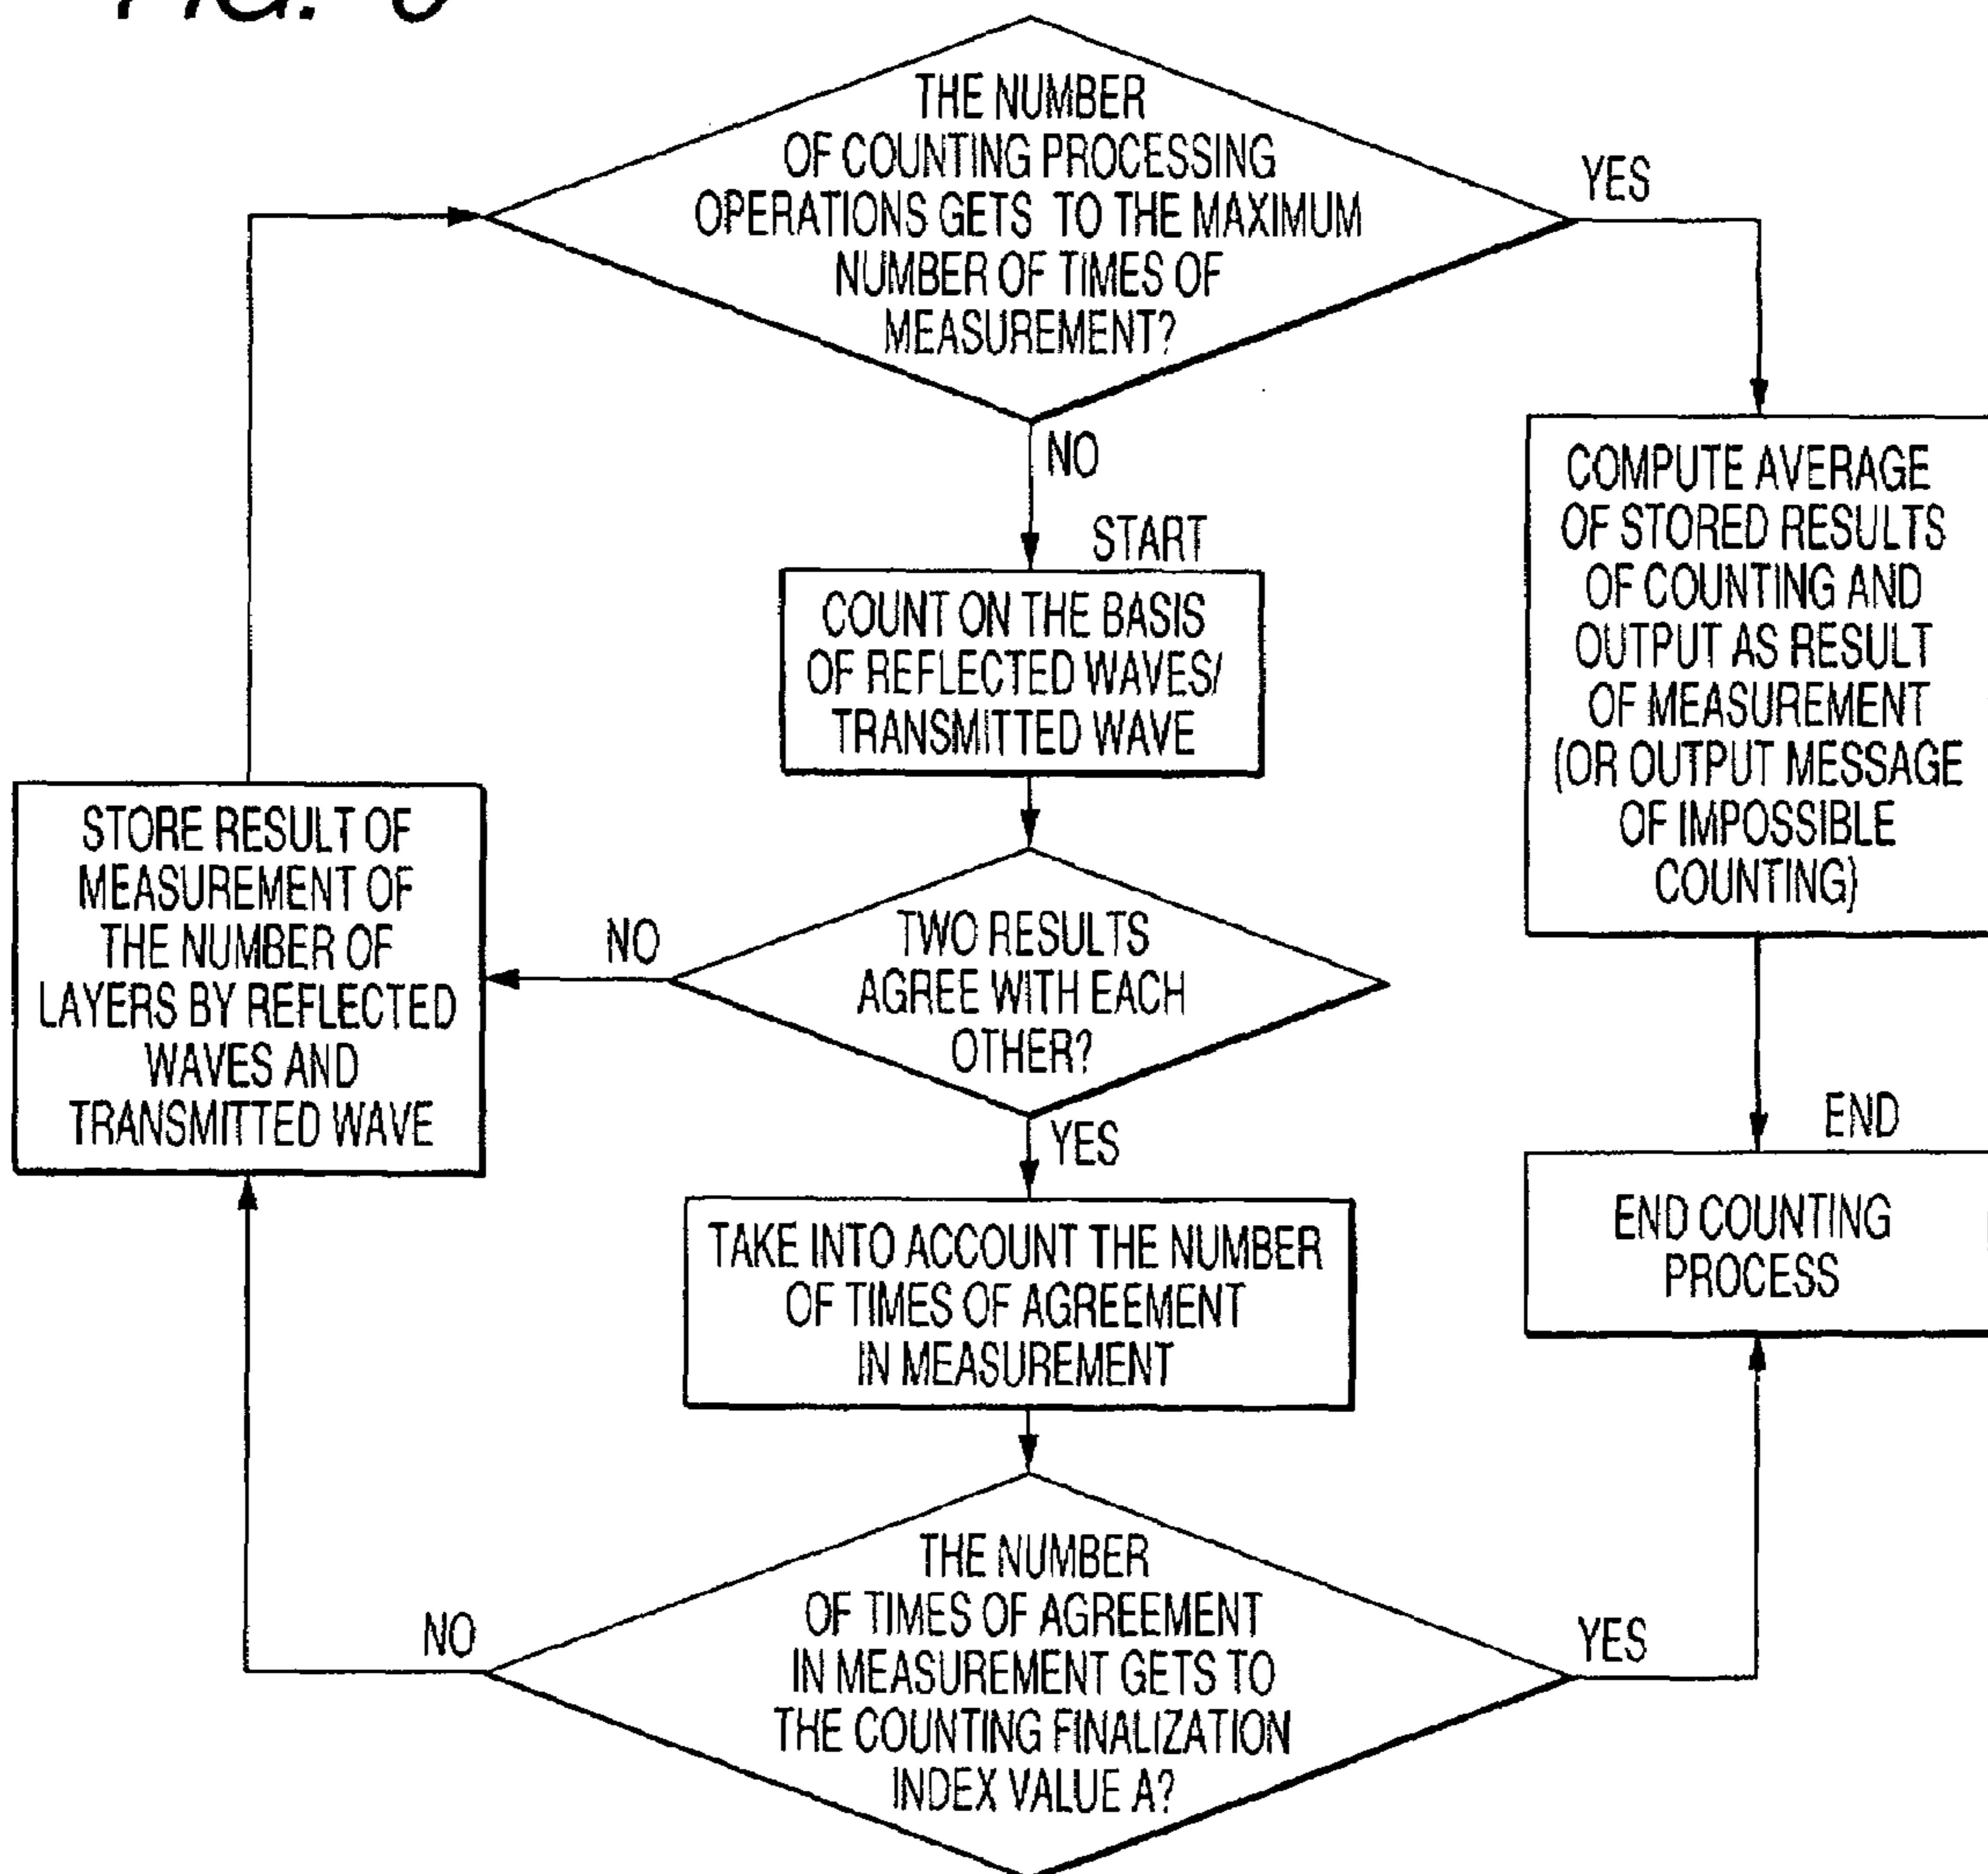 FIG.
THE NUMBER
OF COUNTING PROCESSING
OPERATIONS GETS TO THE MAXIMUM
NUMBER OF TIMES OF
MEASUREMENT?
YES
NO
START
COUNT ON THE BASIS
OF REFLECTED WAVES/
TRANSMITTED WAVE
COMPUTE AVERAGE
OF STORED RESULTS
OF COUNTING AND
OUTPUT AS RESULT
OF MEASUREMENT
(OR OUTPUT MESSAGE
OF IMPOSSIBLE
COUNTING)
STORE RESULT OF
MEASUREMENT OF
THE NUMBER OF
LAYERS BY REFLECTED
WAVES AND
TRANSMITTED WAVE
NO
TWO RESULTS
AGREE WITH EACH
OTHER?
YES
END
END COUNTING
PROCESS
TAKE INTO ACCOUNT THE NUMBER
OF TIMES OF AGREEMENT
IN MEASUREMENT
NO
THE NUMBER
OF TIMES OF AGREEMENT
IN MEASUREMENT GETS TO
THE COUNTING FINALIZATION
INDEX VALUE A?
YES